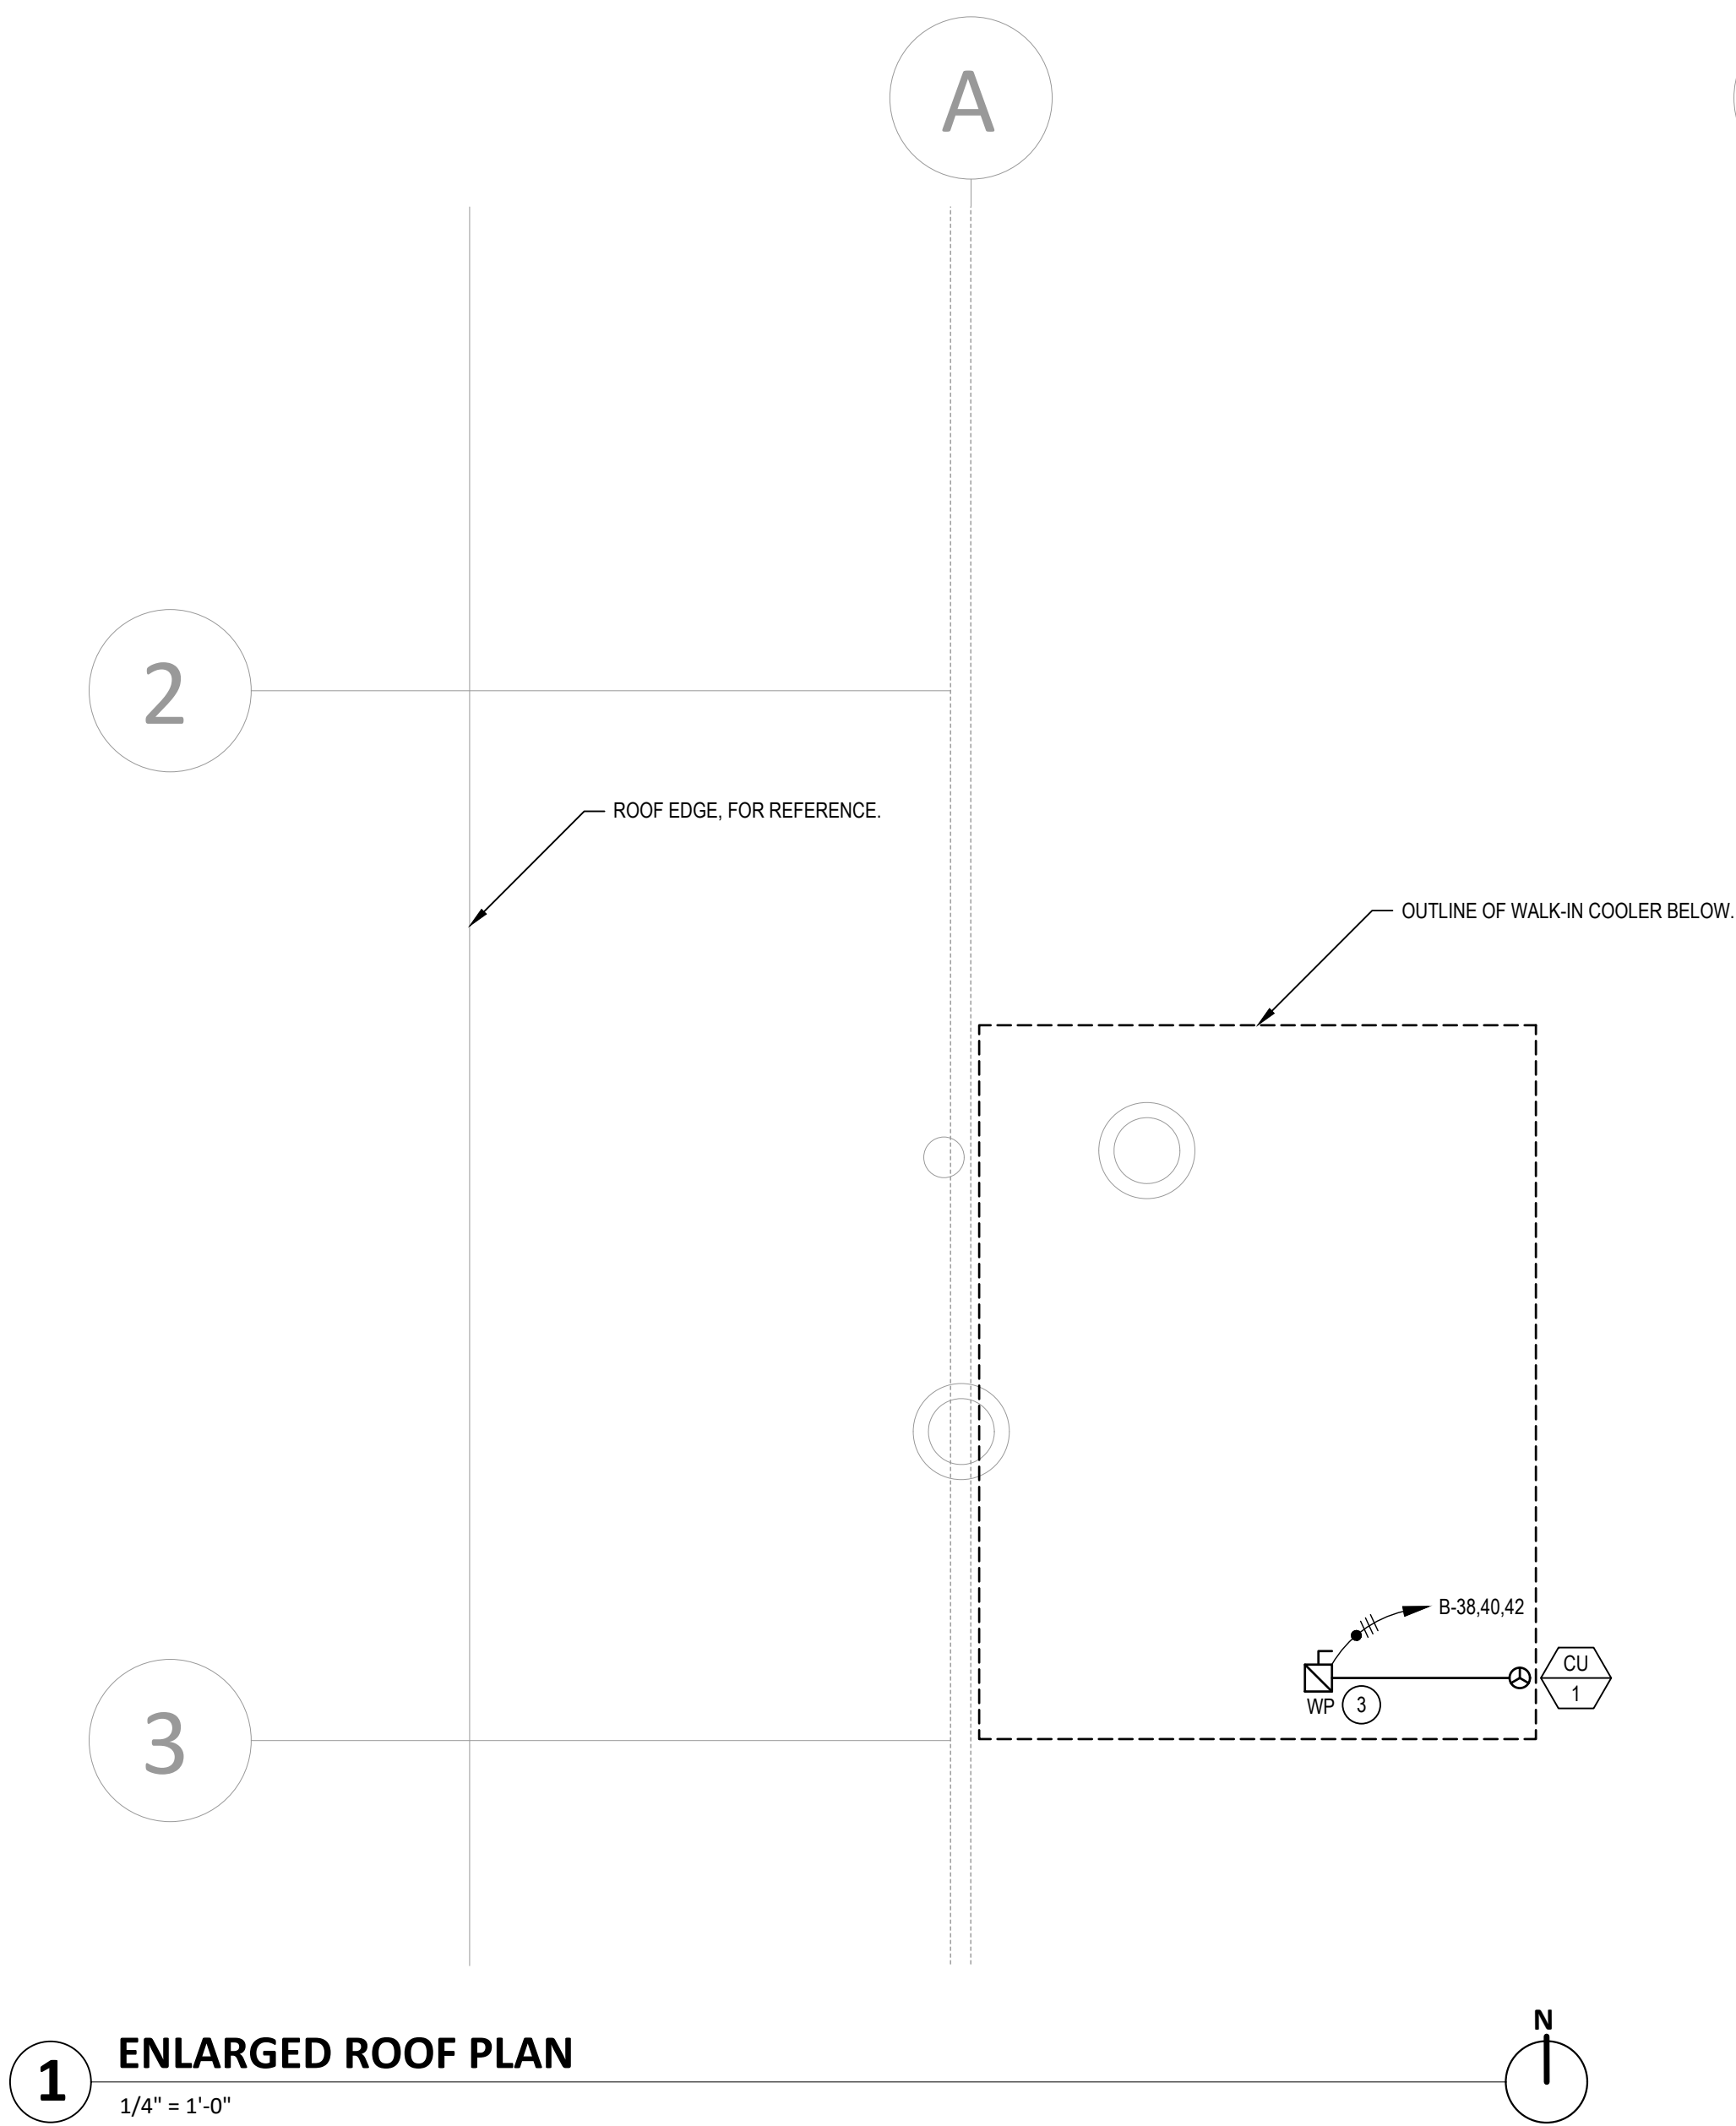 A
2
ROOF EDGE, FOR REFERENCE.
OUTLINE OF WALK-IN COOLER BELOW.
B-38,40,42
CU
1
WP
3
3
N
1
ENLARGED ROOF PLAN
1/4" = 1'-0"